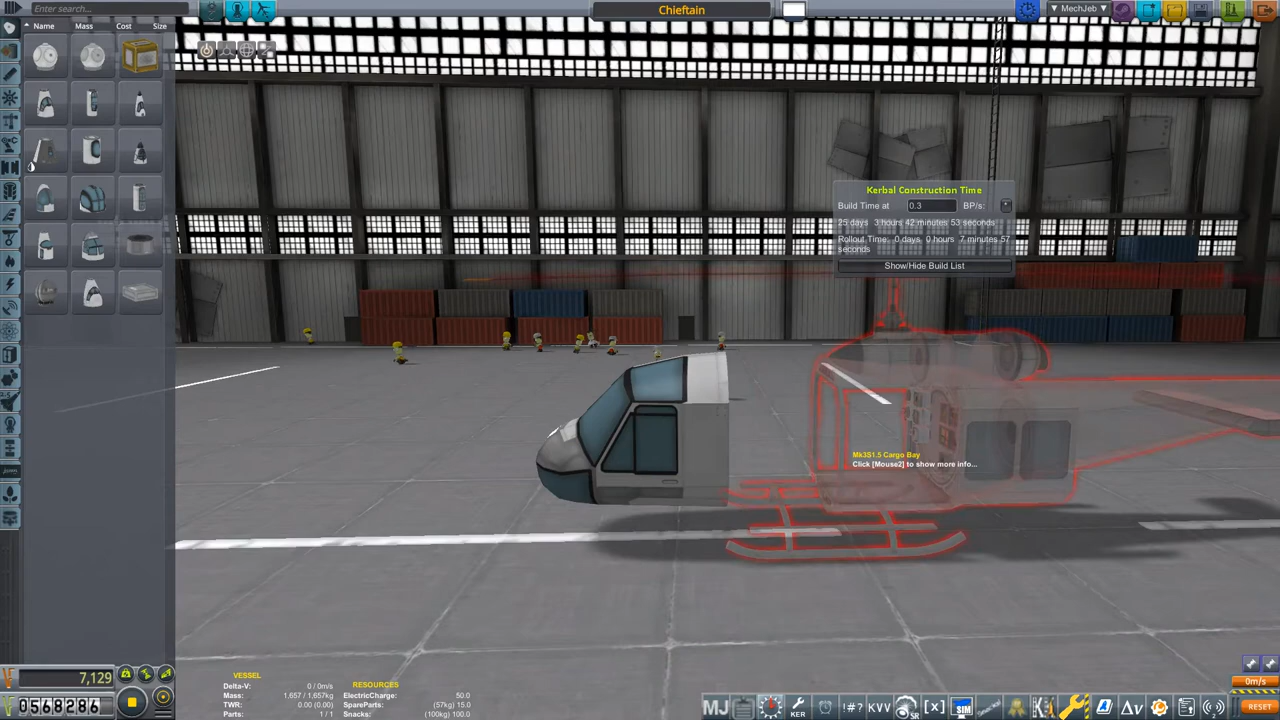 Enter search...
Chieftain
▼ MechJeb ▼
Name Mass Cost Size
Kerbal Construction Time
Build Time at 0.3 BP/s:
25 days 3 hours 42 minutes 53 seconds
Rollout Time: 0 days 0 hours 7 minutes 57
seconds
Show/Hide Build List
Mk3S1.5 Cargo Bay
Click [Mouse2] to show more info...
7,129
0568286
VESSEL
Delta-V: 0 / 0m/s
Mass: 1,657 / 1,657kg
TWR: 0.00 (0.00)
Parts: 1 / 1
RESOURCES
ElectricCharge: 50.0
SpareParts: (57kg) 15.0
Snacks: (100kg) 100.0
MJ
KER
!#?
KVV
SR
[x]
SIM
Δv
0m/s
RESET